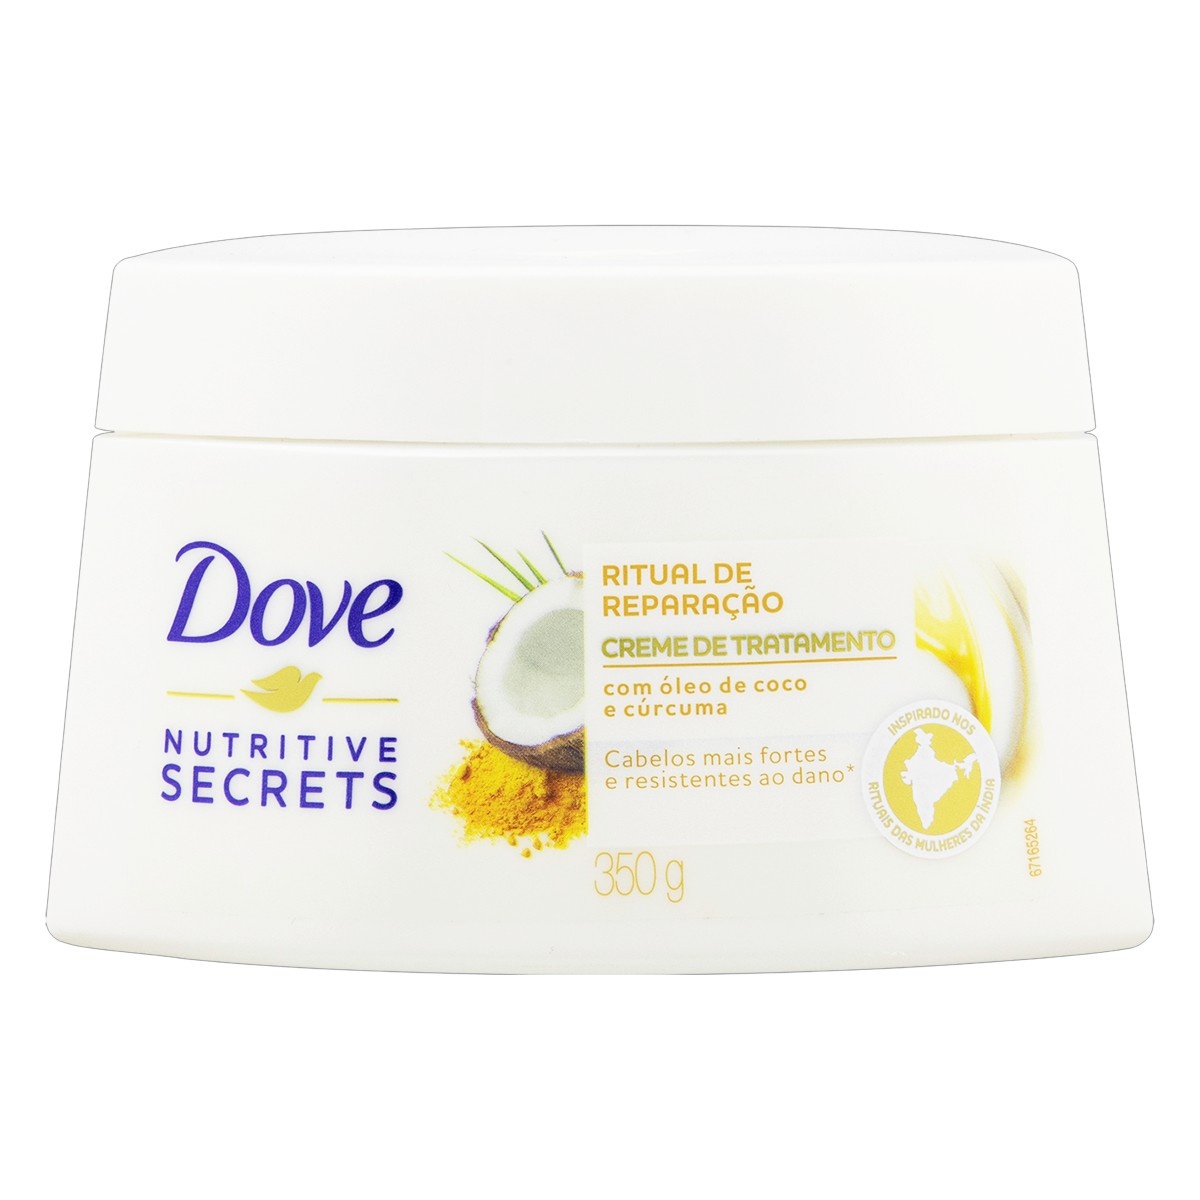 Dove
NUTRITIVE
SECRETS
RITUAL DE
REPARAÇÃO
CREME DE TRATAMENTO
com óleo de coco
e cúrcuma
Cabelos mais fortes
e resistentes ao dano*
350 g
INSPIRADO NOS
RITUAIS DAS MULHERES DA ÍNDIA
67165264